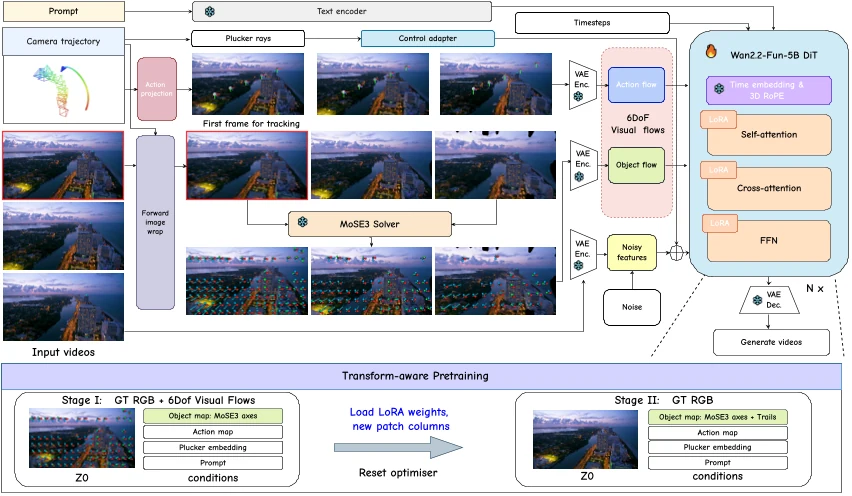 Prompt
Text encoder
Timesteps
Camera trajectory
Plucker rays
Control adapter
Wan2.2-Fun-5B DiT
Action
projection
VAE
Enc.
Action flow
Time embedding &
3D RoPE
First frame for tracking
6DoF
Visual flows
LoRA
Self-attention
VAE
Enc.
Object flow
LoRA
Cross-attention
Forward
image
wrap
MoSE3 Solver
LoRA
FFN
VAE
Enc.
Noisy
features
N x
VAE
Dec.
Noise
Input videos
Generate videos
Transform-aware Pretraining
Stage I: GT RGB + 6Dof Visual Flows
Object map: MoSE3 axes
Action map
Plucker embedding
Prompt
Z0
conditions
Load LoRA weights,
new patch columns
Reset optimiser
Stage II: GT RGB
Object map: MoSE3 axes + Trails
Action map
Plucker embedding
Prompt
Z0
conditions